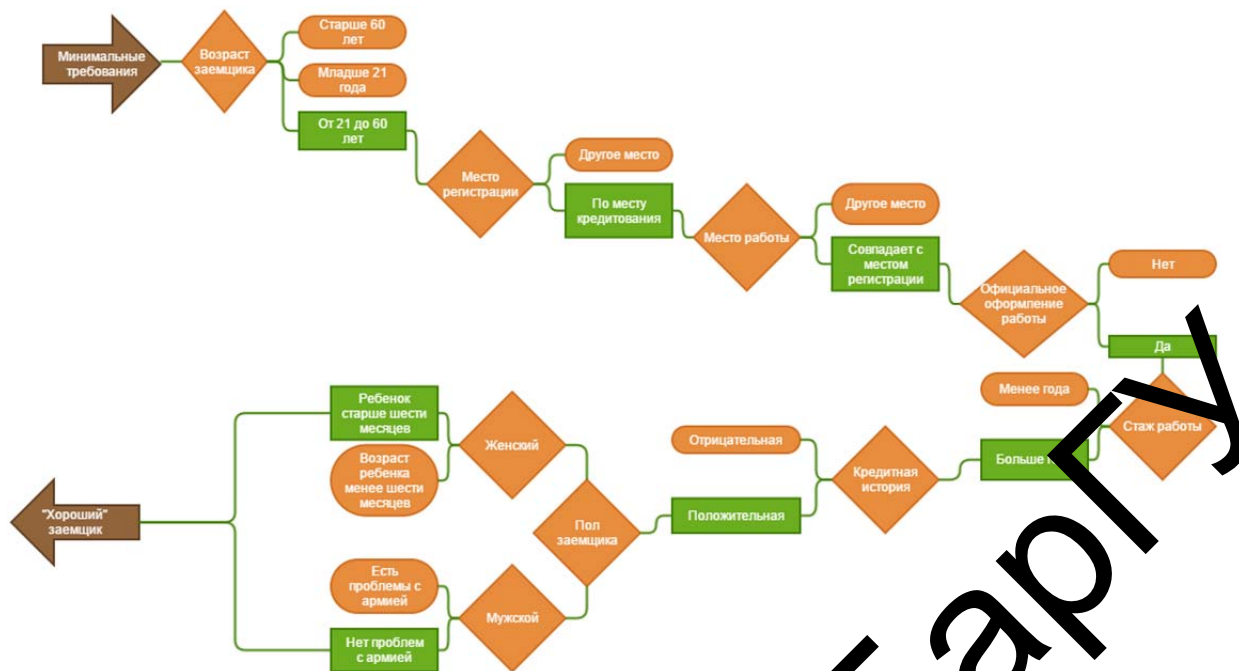 Минимальные
требования
Возраст
заемщика
Старше 60
лет
Младше 21
года
От 21 до 60
лет
Место
регистрации
Другое место
По месту
кредитования
Место работы
Другое место
Совпадает с
местом
регистрации
Официальное
оформление
работы
Нет
Да
Стаж работы
Менее года
Больше
Кредитная
история
Отрицательная
Положительная
Пол
заемщика
Женский
Ребенок
старше шести
месяцев
Возраст
ребенка
менее шести
месяцев
Мужской
Есть
проблемы с
армией
Нет проблем
с армией
"Хороший"
заемщик